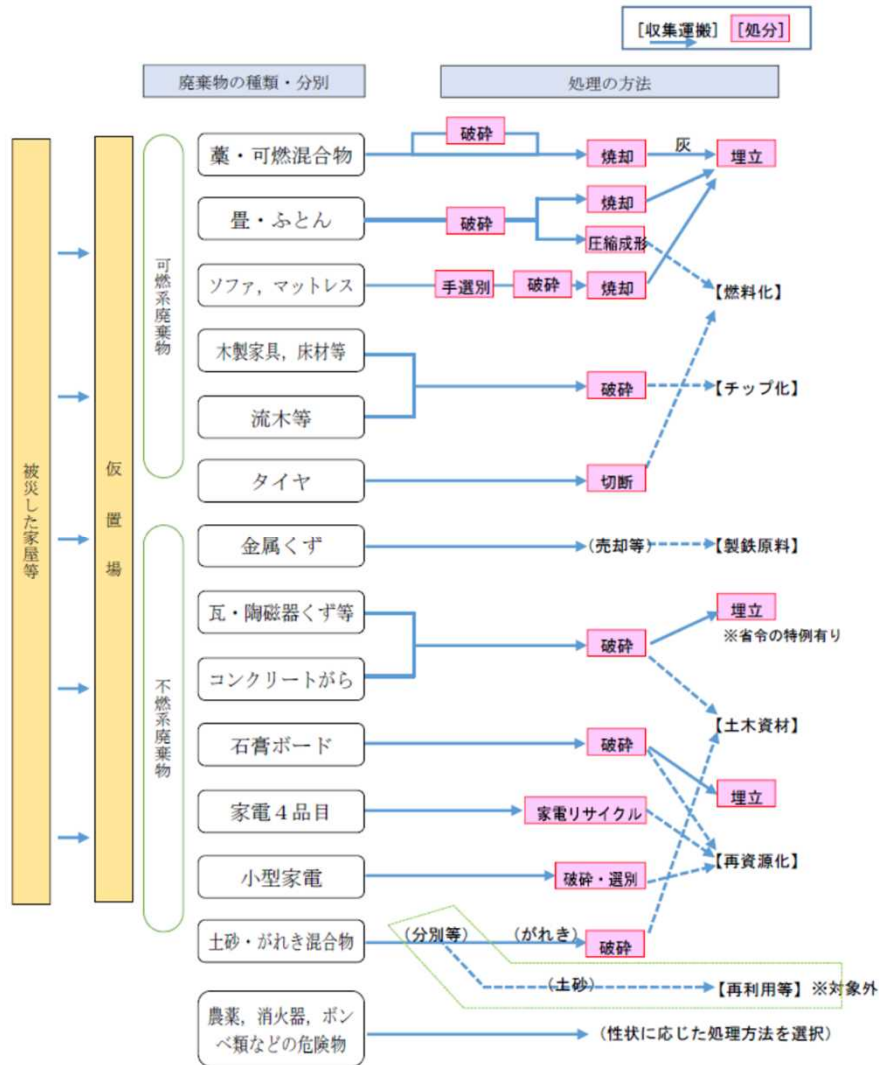 [収集運搬] [処分]
廃棄物の種類・分別
処理の方法
被災した家屋等
仮置場
可燃系廃棄物
不燃系廃棄物
藁・可燃混合物
破砕
焼却
灰
埋立
畳・ふとん
破砕
焼却
圧縮成形
ソファ，マットレス
手選別
破砕
焼却
【燃料化】
木製家具，床材等
流木等
破砕
【チップ化】
タイヤ
切断
金属くず
(売却等)
【製鉄原料】
瓦・陶磁器くず等
コンクリートがら
破砕
埋立
※省令の特例有り
【土木資材】
石膏ボード
破砕
埋立
家電４品目
家電リサイクル
【再資源化】
小型家電
破砕・選別
土砂・がれき混合物
(分別等)
(がれき)
破砕
(土砂)
【再利用等】※対象外
農薬，消火器，ボン
ベ類などの危険物
(性状に応じた処理方法を選択)